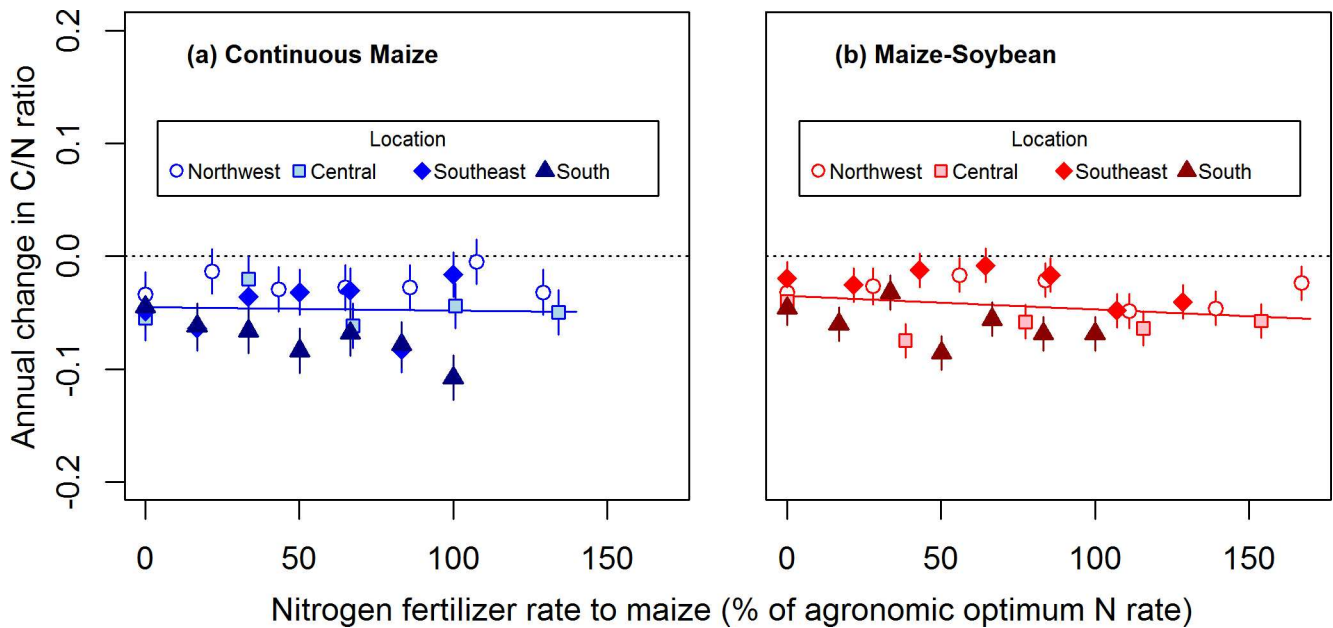 Annual change in C/N ratio
0.2
0.1
0.0
-0.1
-0.2
(a) Continuous Maize
Location
Northwest Central Southeast South
0 50 100 150
(b) Maize-Soybean
Location
Northwest Central Southeast South
0 50 100 150
Nitrogen fertilizer rate to maize (% of agronomic optimum N rate)